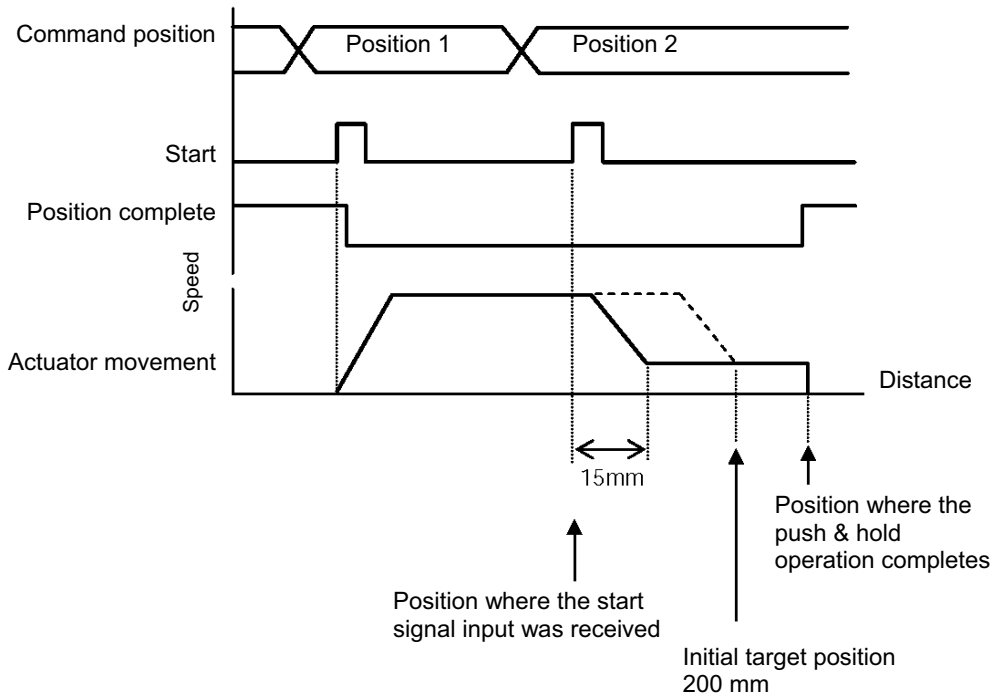 Command position
Position 1
Position 2
Start
Position complete
Speed
Actuator movement
Distance
15mm
Position where the
push & hold
operation completes
Position where the start
signal input was received
Initial target position
200 mm